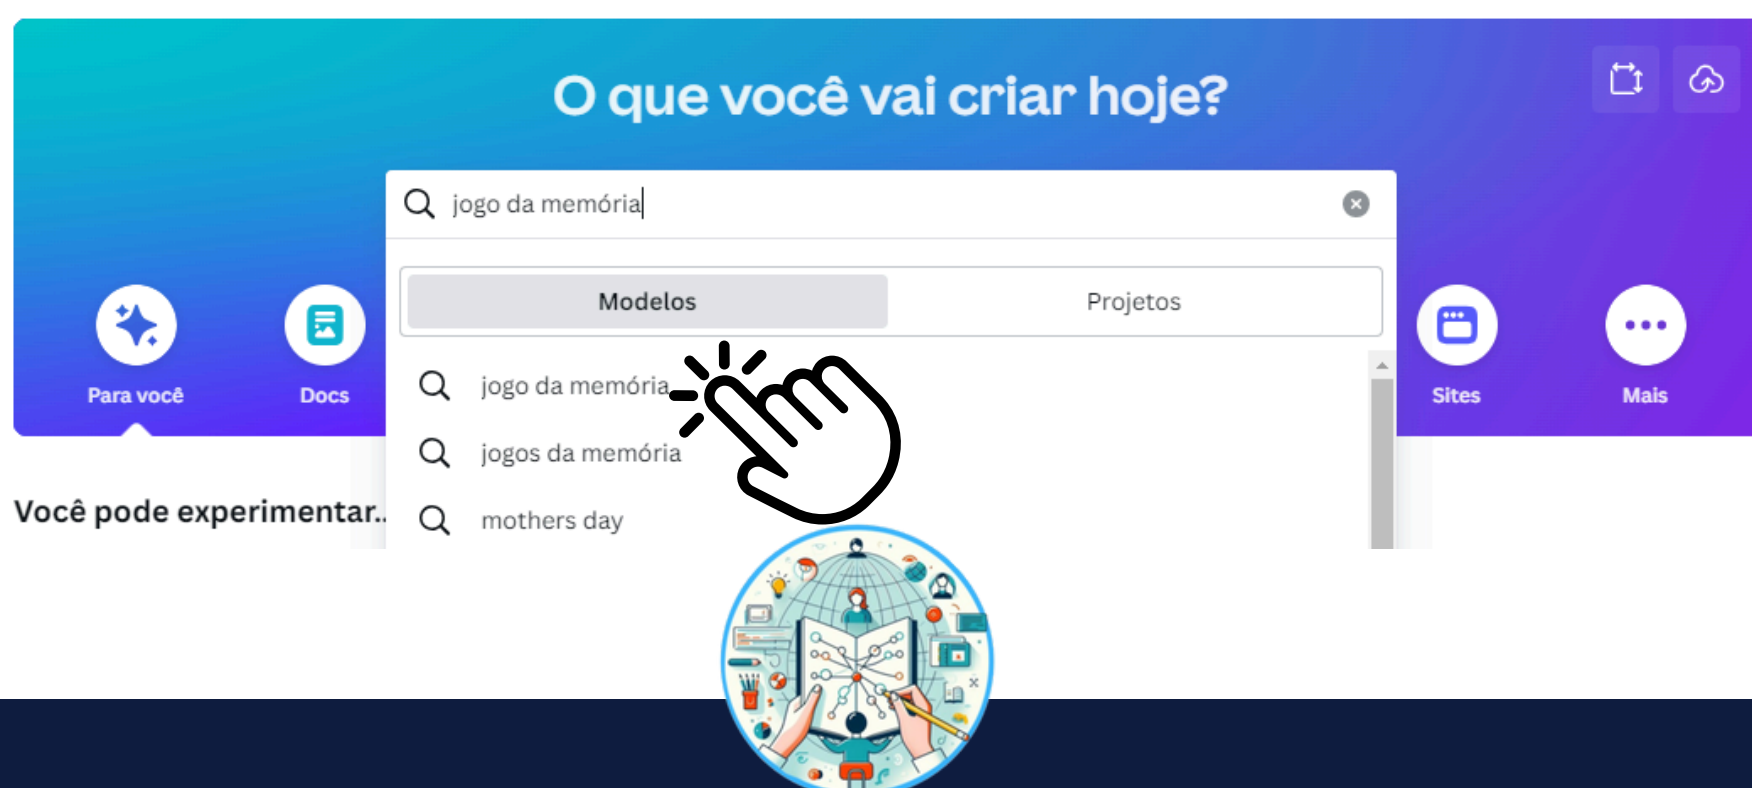 O que você vai criar hoje?
jogo da memória
Modelos
Projetos
Para você
Docs
jogo da memória
jogos da memória
mothers day
Sites
Mais
Você pode experimentar..